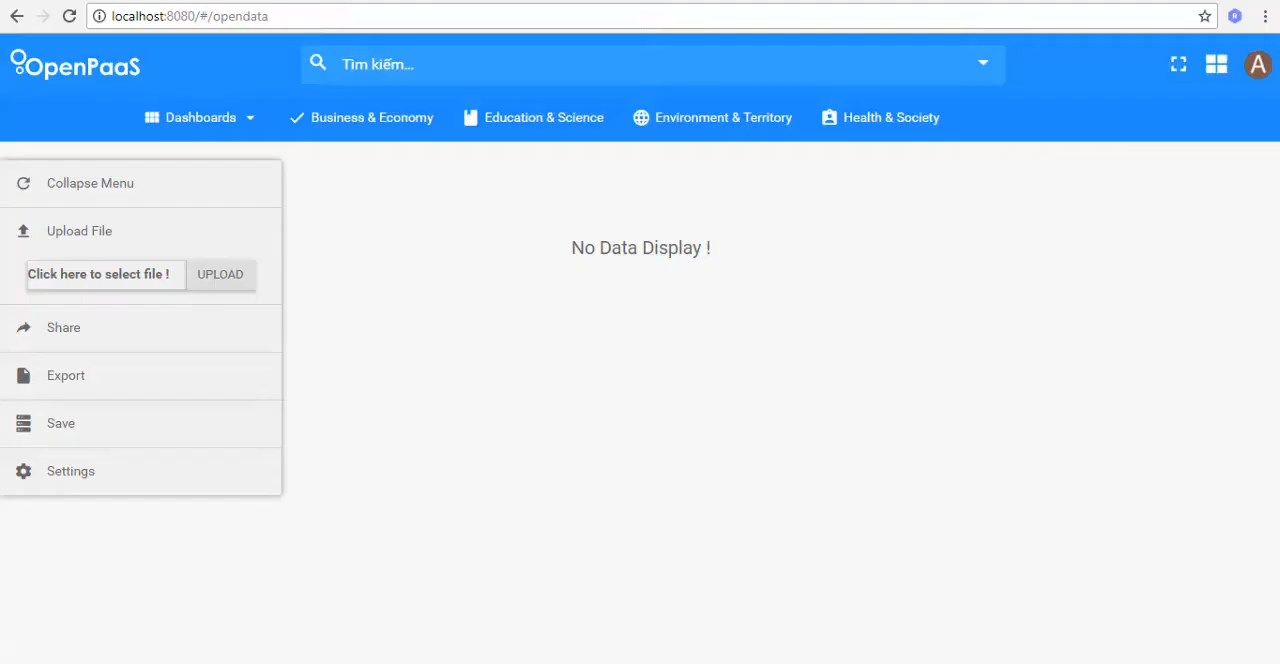 localhost:8080/#/opendata
OpenPaaS
Tìm kiếm...
A
Dashboards
Business & Economy
Education & Science
Environment & Territory
Health & Society
Collapse Menu
Upload File
Click here to select file !
UPLOAD
Share
Export
Save
Settings
No Data Display !